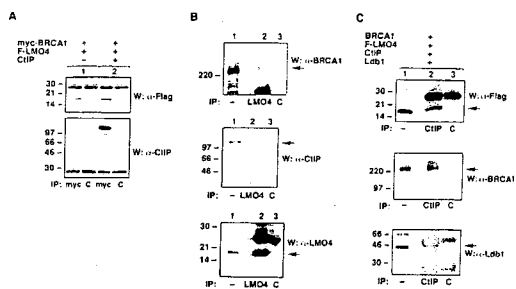 A
myc-BRCA1 + +
F-LMO4 + +
CtIP - +
1 2
30 -
21 -
14 -
W: α-Flag
97 -
66 -
46 -
30 -
W: α-CtIP
IP: myc C myc C
B
1 2 3
220 -
W: α-BRCA1
IP: - LMO4 C
1 2 3
97 -
66 -
46 -
W: α-CtIP
IP: - LMO4 C
1 2 3
30 -
21 -
14 -
W: α-LMO4
IP: - LMO4 C
C
BRCA1 +
F-LMO4 +
CtIP +
Ldb1 +
1 2 3
30 -
21 -
14 -
W: α-Flag
IP: - CtIP C
220 -
97 -
W: α-BRCA1
IP: - CtIP C
66 -
46 -
30 -
W: α-Ldb1
IP: - CtIP C